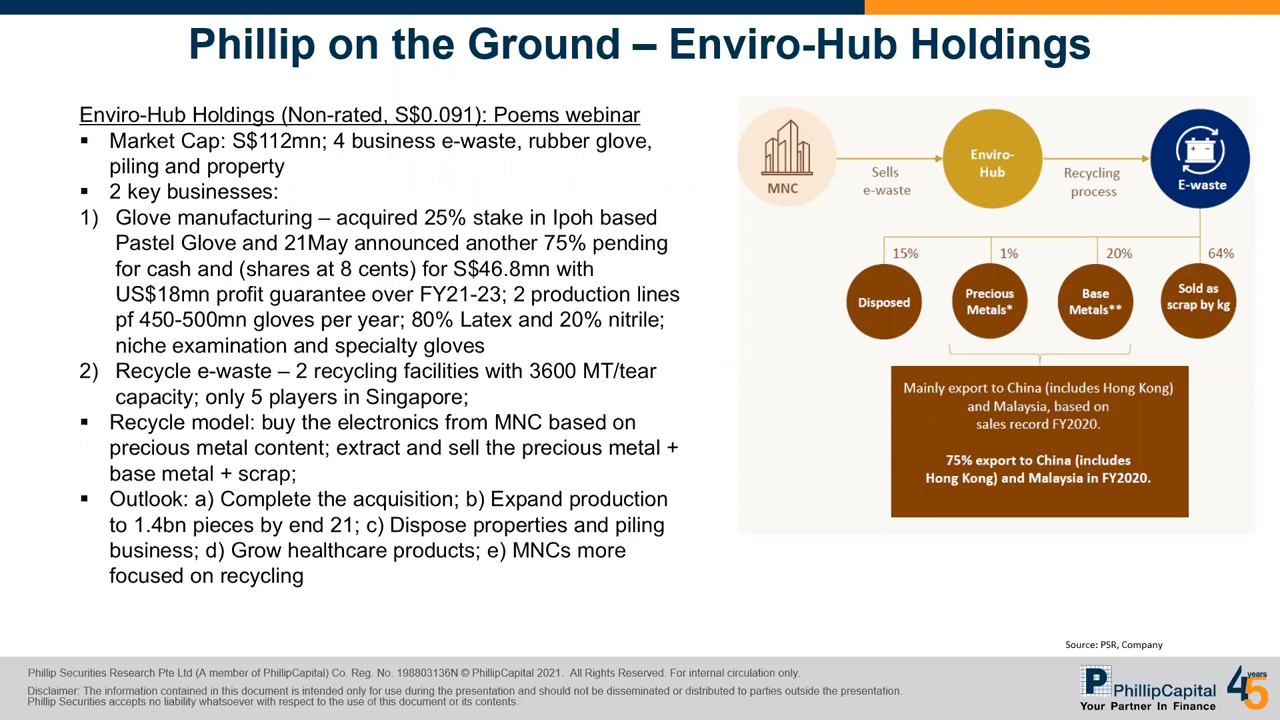 Phillip on the Ground – Enviro-Hub Holdings
Enviro-Hub Holdings (Non-rated, S$0.091): Poems webinar
▪ Market Cap: S$112mn; 4 business e-waste, rubber glove,
piling and property
▪ 2 key businesses:
1) Glove manufacturing – acquired 25% stake in Ipoh based
Pastel Glove and 21May announced another 75% pending
for cash and (shares at 8 cents) for S$46.8mn with
US$18mn profit guarantee over FY21-23; 2 production lines
pf 450-500mn gloves per year; 80% Latex and 20% nitrile;
niche examination and specialty gloves
2) Recycle e-waste – 2 recycling facilities with 3600 MT/tear
capacity; only 5 players in Singapore;
▪ Recycle model: buy the electronics from MNC based on
precious metal content; extract and sell the precious metal +
base metal + scrap;
▪ Outlook: a) Complete the acquisition; b) Expand production
to 1.4bn pieces by end 21; c) Dispose properties and piling
business; d) Grow healthcare products; e) MNCs more
focused on recycling
MNC
Sells
e-waste
Enviro-
Hub
Recycling
process
E-waste
15%
1%
20%
64%
Disposed
Precious
Metals*
Base
Metals**
Sold as
scrap by kg
Mainly export to China (includes Hong Kong)
and Malaysia, based on
sales record FY2020.
75% export to China (includes
Hong Kong) and Malaysia in FY2020.
Source: PSR, Company
Phillip Securities Research Pte Ltd (A member of PhillipCapital) Co. Reg. No. 198803136N © PhillipCapital 2021. All Rights Reserved. For internal circulation only.
Disclaimer: The information contained in this document is intended only for use during the presentation and should not be disseminated or distributed to parties outside the presentation.
Phillip Securities accepts no liability whatsoever with respect to the use of this document or its contents.
PhillipCapital
Your Partner In Finance
45 years